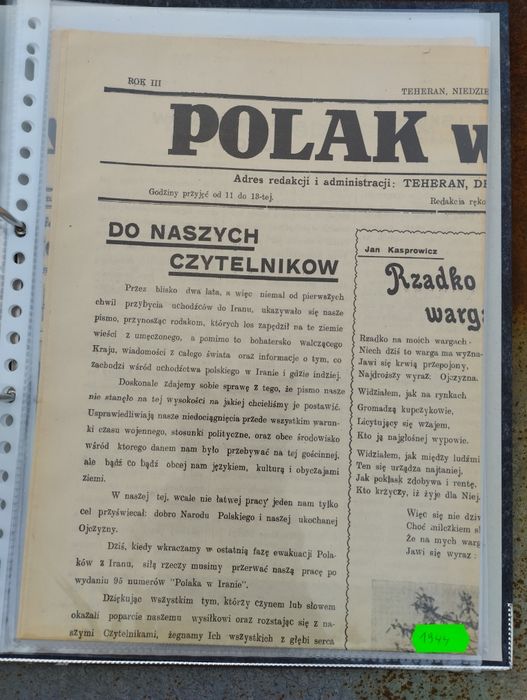 ROK III
TEHERAN, NIEDZIE
POLAK w
Adres redakcji i administracji: TEHERAN, DE
Godziny przyjęć od 11 do 13-tej.
Redakcja ręko
DO NASZYCH
CZYTELNIKOW
Przez blisko dwa lata, a więc niemal od pierwszych
chwil przybycia uchodźców do Iranu, ukazywało się nasze
pismo, przynosząc rodakom, których los zapędził na te ziemie
wieści z umęczonego, a pomimo to bohatersko walczącego
Kraju, wiadomości z całego świata oraz informacje o tym, co
zachodzi wśród uchodźtwa polskiego w Iranie i gdzie indziej.
Doskonale zdajemy sobie sprawę z tego, że pismo nasze
nie stanęło na tej wysokości na jakiej chcieliśmy je postawić.
Usprawiedliwiają nasze niedociągnięcia przede wszystkim warun-
ki czasu wojennego, stosunki polityczne, oraz obce środowisko
wśród ktorego danem nam było przebywać na tej gościnnej,
ale bądź co bądź obcej nam językiem, kulturą i obyczajami
ziemi.
W naszej tej, wcale nie łatwej pracy jeden nam tylko
cel przyświecał: dobro Narodu Polskiego i naszej ukochanej
Ojczyzny.
Dziś, kiedy wkraczamy w ostatnią fazę ewakuacji Pola-
ków z Iranu, siłą rzeczy musimy przerwać naszą pracę po
wydaniu 95 numerów "Polaka w Iranie".
Dziękując wszystkim tym, którzy czynem lub słowem
okazali poparcie naszemu wysiłkowi oraz rozstając się z na-
szymi Czytelnikami, żegnamy Ich wszystkich z głębi serca
Jan Kasprowicz
Rzadko
warg
Rzadko na moich wargach -
Niech dziś to warga ma wyzna-
Jawi się krwią przepojony,
Najdroższy wyraz: Ojczyzna.
Widziałem, jak na rynkach
Gromadzą kupczykowie,
Licytujący się wzajem,
Kto ją najgłośniej wypowie.
Widziałem, jak między ludźmi
Ten się urządza najtaniej,
Jak poklask zdobywa i rentę,
Kto krzyczy, iż żyje dla Niej.
Więc się nie dziw
Choć milczkiem sł
Że na mych warg
Jawi się wyraz :
1944